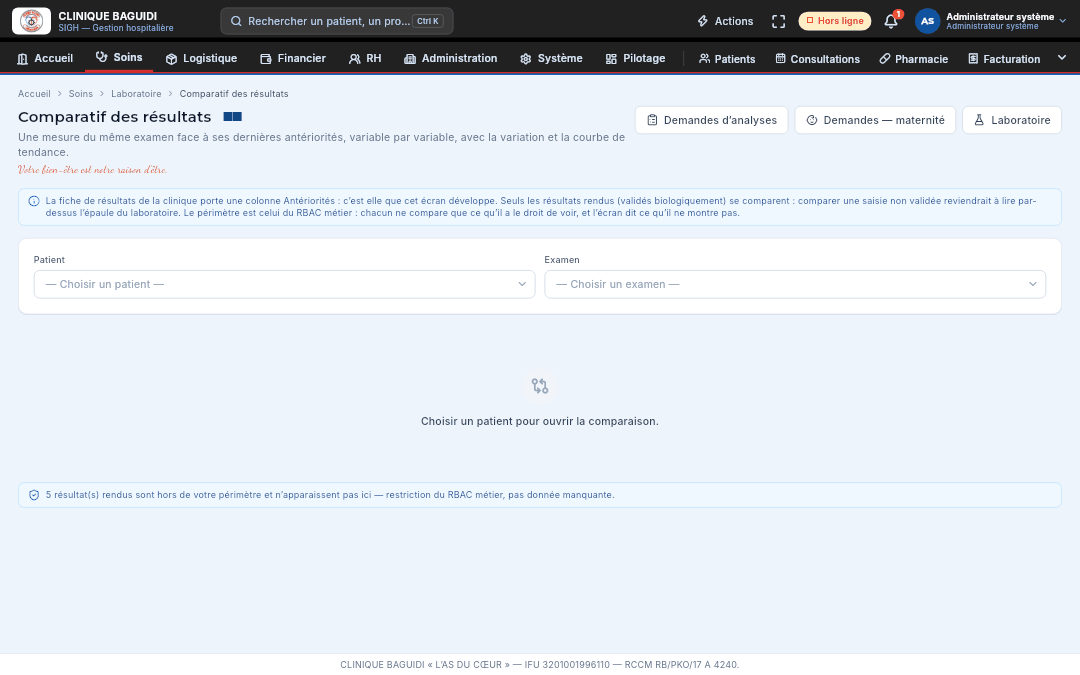 CLINIQUE BAGUIDI
SIGH — Gestion hospitalière
Rechercher un patient, un pro... Ctrl K
Actions
Hors ligne
1
AS
Administrateur système
Administrateur système
Accueil Soins Logistique Financier RH Administration Système Pilotage Patients Consultations Pharmacie Facturation
Accueil > Soins > Laboratoire > Comparatif des résultats
Comparatif des résultats
Demandes d'analyses
Demandes — maternité
Laboratoire
Une mesure du même examen face à ses dernières antériorités, variable par variable, avec la variation et la courbe de
tendance.
Votre bien-être est notre raison d'être.
La fiche de résultats de la clinique porte une colonne Antériorités : c'est elle que cet écran développe. Seuls les résultats rendus (validés biologiquement) se comparent : comparer une saisie non validée reviendrait à lire par-
dessus l'épaule du laboratoire. Le périmètre est celui du RBAC métier : chacun ne compare que ce qu'il a le droit de voir, et l'écran dit ce qu'il ne montre pas.
Patient
— Choisir un patient —
Examen
— Choisir un examen —
Choisir un patient pour ouvrir la comparaison.
5 résultat(s) rendus sont hors de votre périmètre et n'apparaissent pas ici — restriction du RBAC métier, pas donnée manquante.
CLINIQUE BAGUIDI « L'AS DU CŒUR » — IFU 3201001996110 — RCCM RB/PKO/17 A 4240.